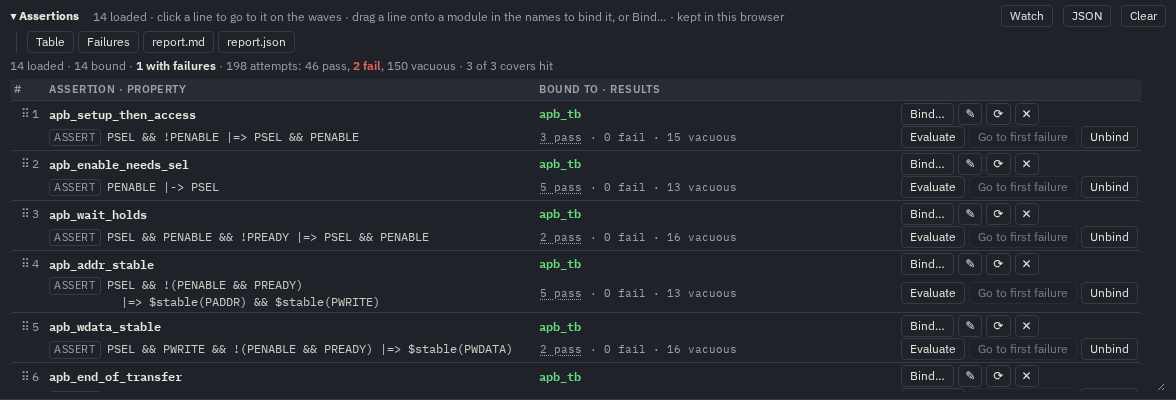 ▾ Assertions 14 loaded · click a line to go to it on the waves · drag a line onto a module in the names to bind it, or Bind… · kept in this browser Watch JSON Clear
Table Failures report.md report.json
14 loaded · 14 bound · 1 with failures · 198 attempts: 46 pass, 2 fail, 150 vacuous · 3 of 3 covers hit
# ASSERTION · PROPERTY BOUND TO · RESULTS
⠿ 1 apb_setup_then_access apb_tb Bind… ✎ ⟳ ✕
ASSERT PSEL && !PENABLE |=> PSEL && PENABLE 3 pass · 0 fail · 15 vacuous Evaluate Go to first failure Unbind
⠿ 2 apb_enable_needs_sel apb_tb Bind… ✎ ⟳ ✕
ASSERT PENABLE |-> PSEL 5 pass · 0 fail · 13 vacuous Evaluate Go to first failure Unbind
⠿ 3 apb_wait_holds apb_tb Bind… ✎ ⟳ ✕
ASSERT PSEL && PENABLE && !PREADY |=> PSEL && PENABLE 2 pass · 0 fail · 16 vacuous Evaluate Go to first failure Unbind
⠿ 4 apb_addr_stable apb_tb Bind… ✎ ⟳ ✕
ASSERT PSEL && !(PENABLE && PREADY)
|=> $stable(PADDR) && $stable(PWRITE) 5 pass · 0 fail · 13 vacuous Evaluate Go to first failure Unbind
⠿ 5 apb_wdata_stable apb_tb Bind… ✎ ⟳ ✕
ASSERT PSEL && PWRITE && !(PENABLE && PREADY) |=> $stable(PWDATA) 2 pass · 0 fail · 16 vacuous Evaluate Go to first failure Unbind
⠿ 6 apb_end_of_transfer apb_tb Bind… ✎ ⟳ ✕